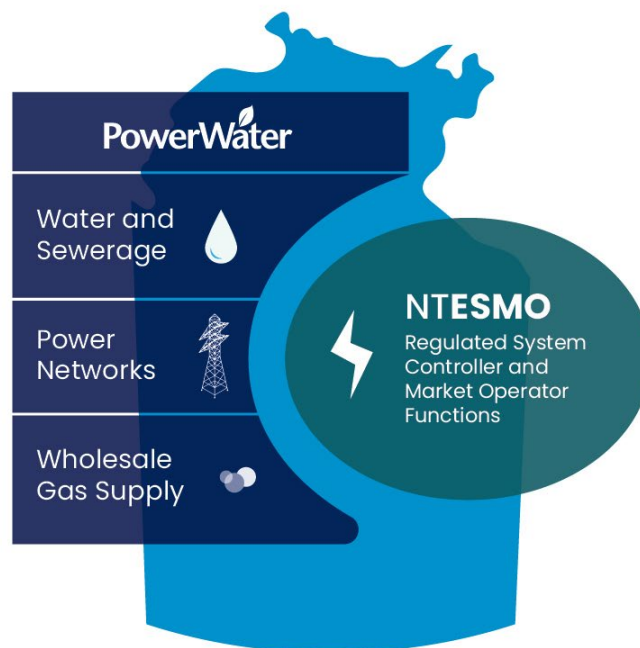 PowerWater
Water and
Sewerage
Power
Networks
Wholesale
Gas Supply
NTESMO
Regulated System
Controller and
Market Operator
Functions